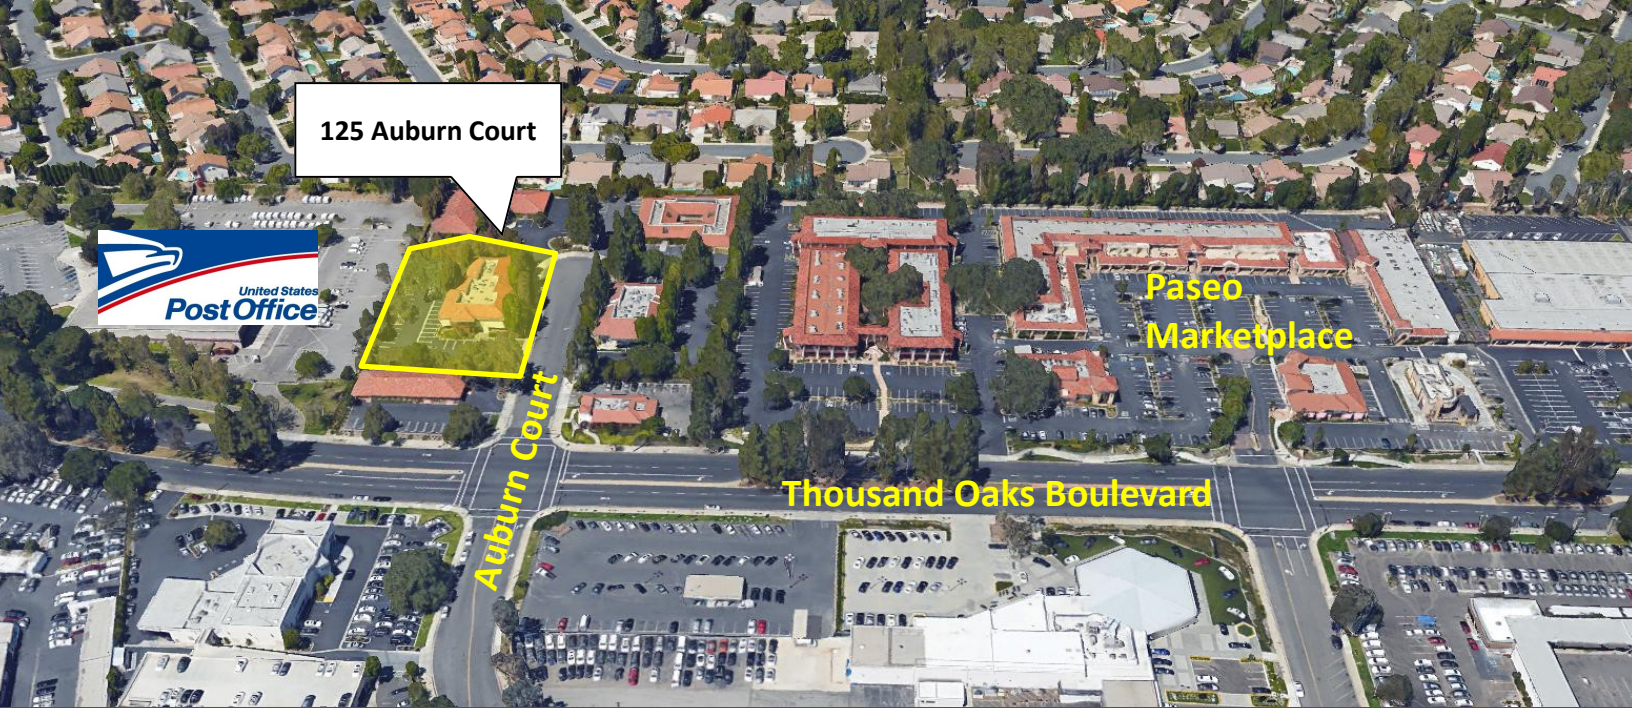 125 Auburn Court
United States
Post Office
Paseo
Marketplace
Auburn Court
Thousand Oaks Boulevard